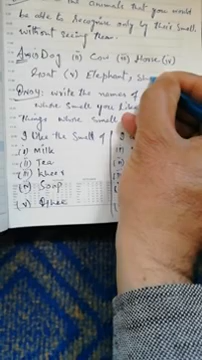 the animals that you would
be able to recognise only by their smell
without seeing them.
Ans (i) Dog (ii) Cow (iii) Horse (iv)
Goat (v) Elephant,
Q: write the names of
whose smell you like
Things whose smell
I like the smell of
(i) Milk
(ii) Tea
(iii) Kheer
(iv) Soap
(v) Ghee